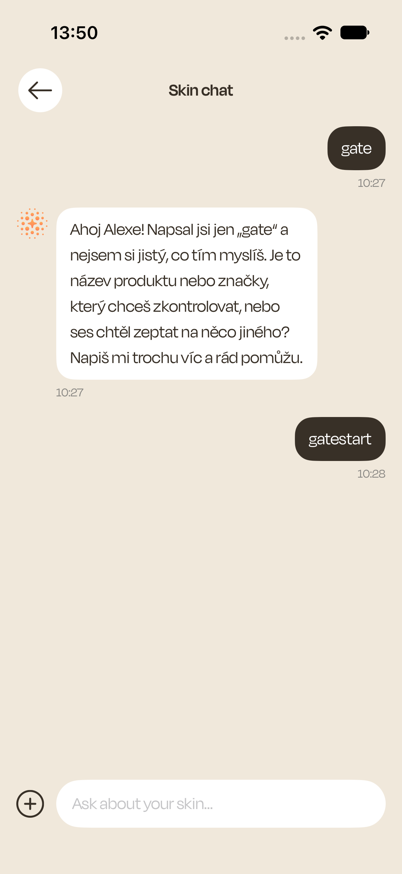 13:50
Skin chat
gate
10:27
Ahoj Alexe! Napsal jsi jen „gate“ a
nejsem si jistý, co tím myslíš. Je to
název produktu nebo značky,
který chceš zkontrolovat, nebo
ses chtěl zeptat na něco jiného?
Napiš mi trochu víc a rád pomůžu.
10:27
gatestart
10:28
Ask about your skin...